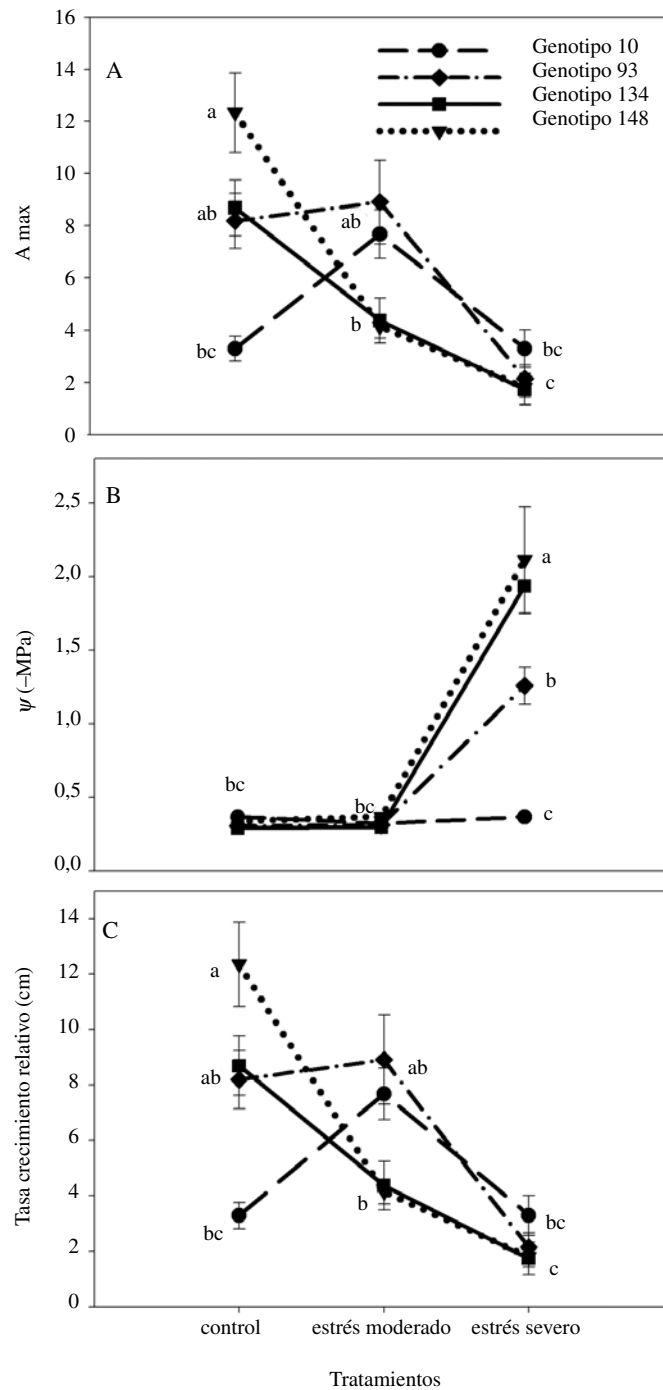 16
14
12
10
8
6
4
2
0
A max
A
Genotipo 10
Genotipo 93
Genotipo 134
Genotipo 148
a
ab
bc
ab
b
bc
c
2,5
2,0
1,5
1,0
0,5
0,0
ψ (–MPa)
B
bc
bc
a
b
c
14
12
10
8
6
4
2
0
Tasa crecimiento relativo (cm)
C
a
ab
bc
ab
b
bc
c
control
estrés moderado
estrés severo
Tratamientos